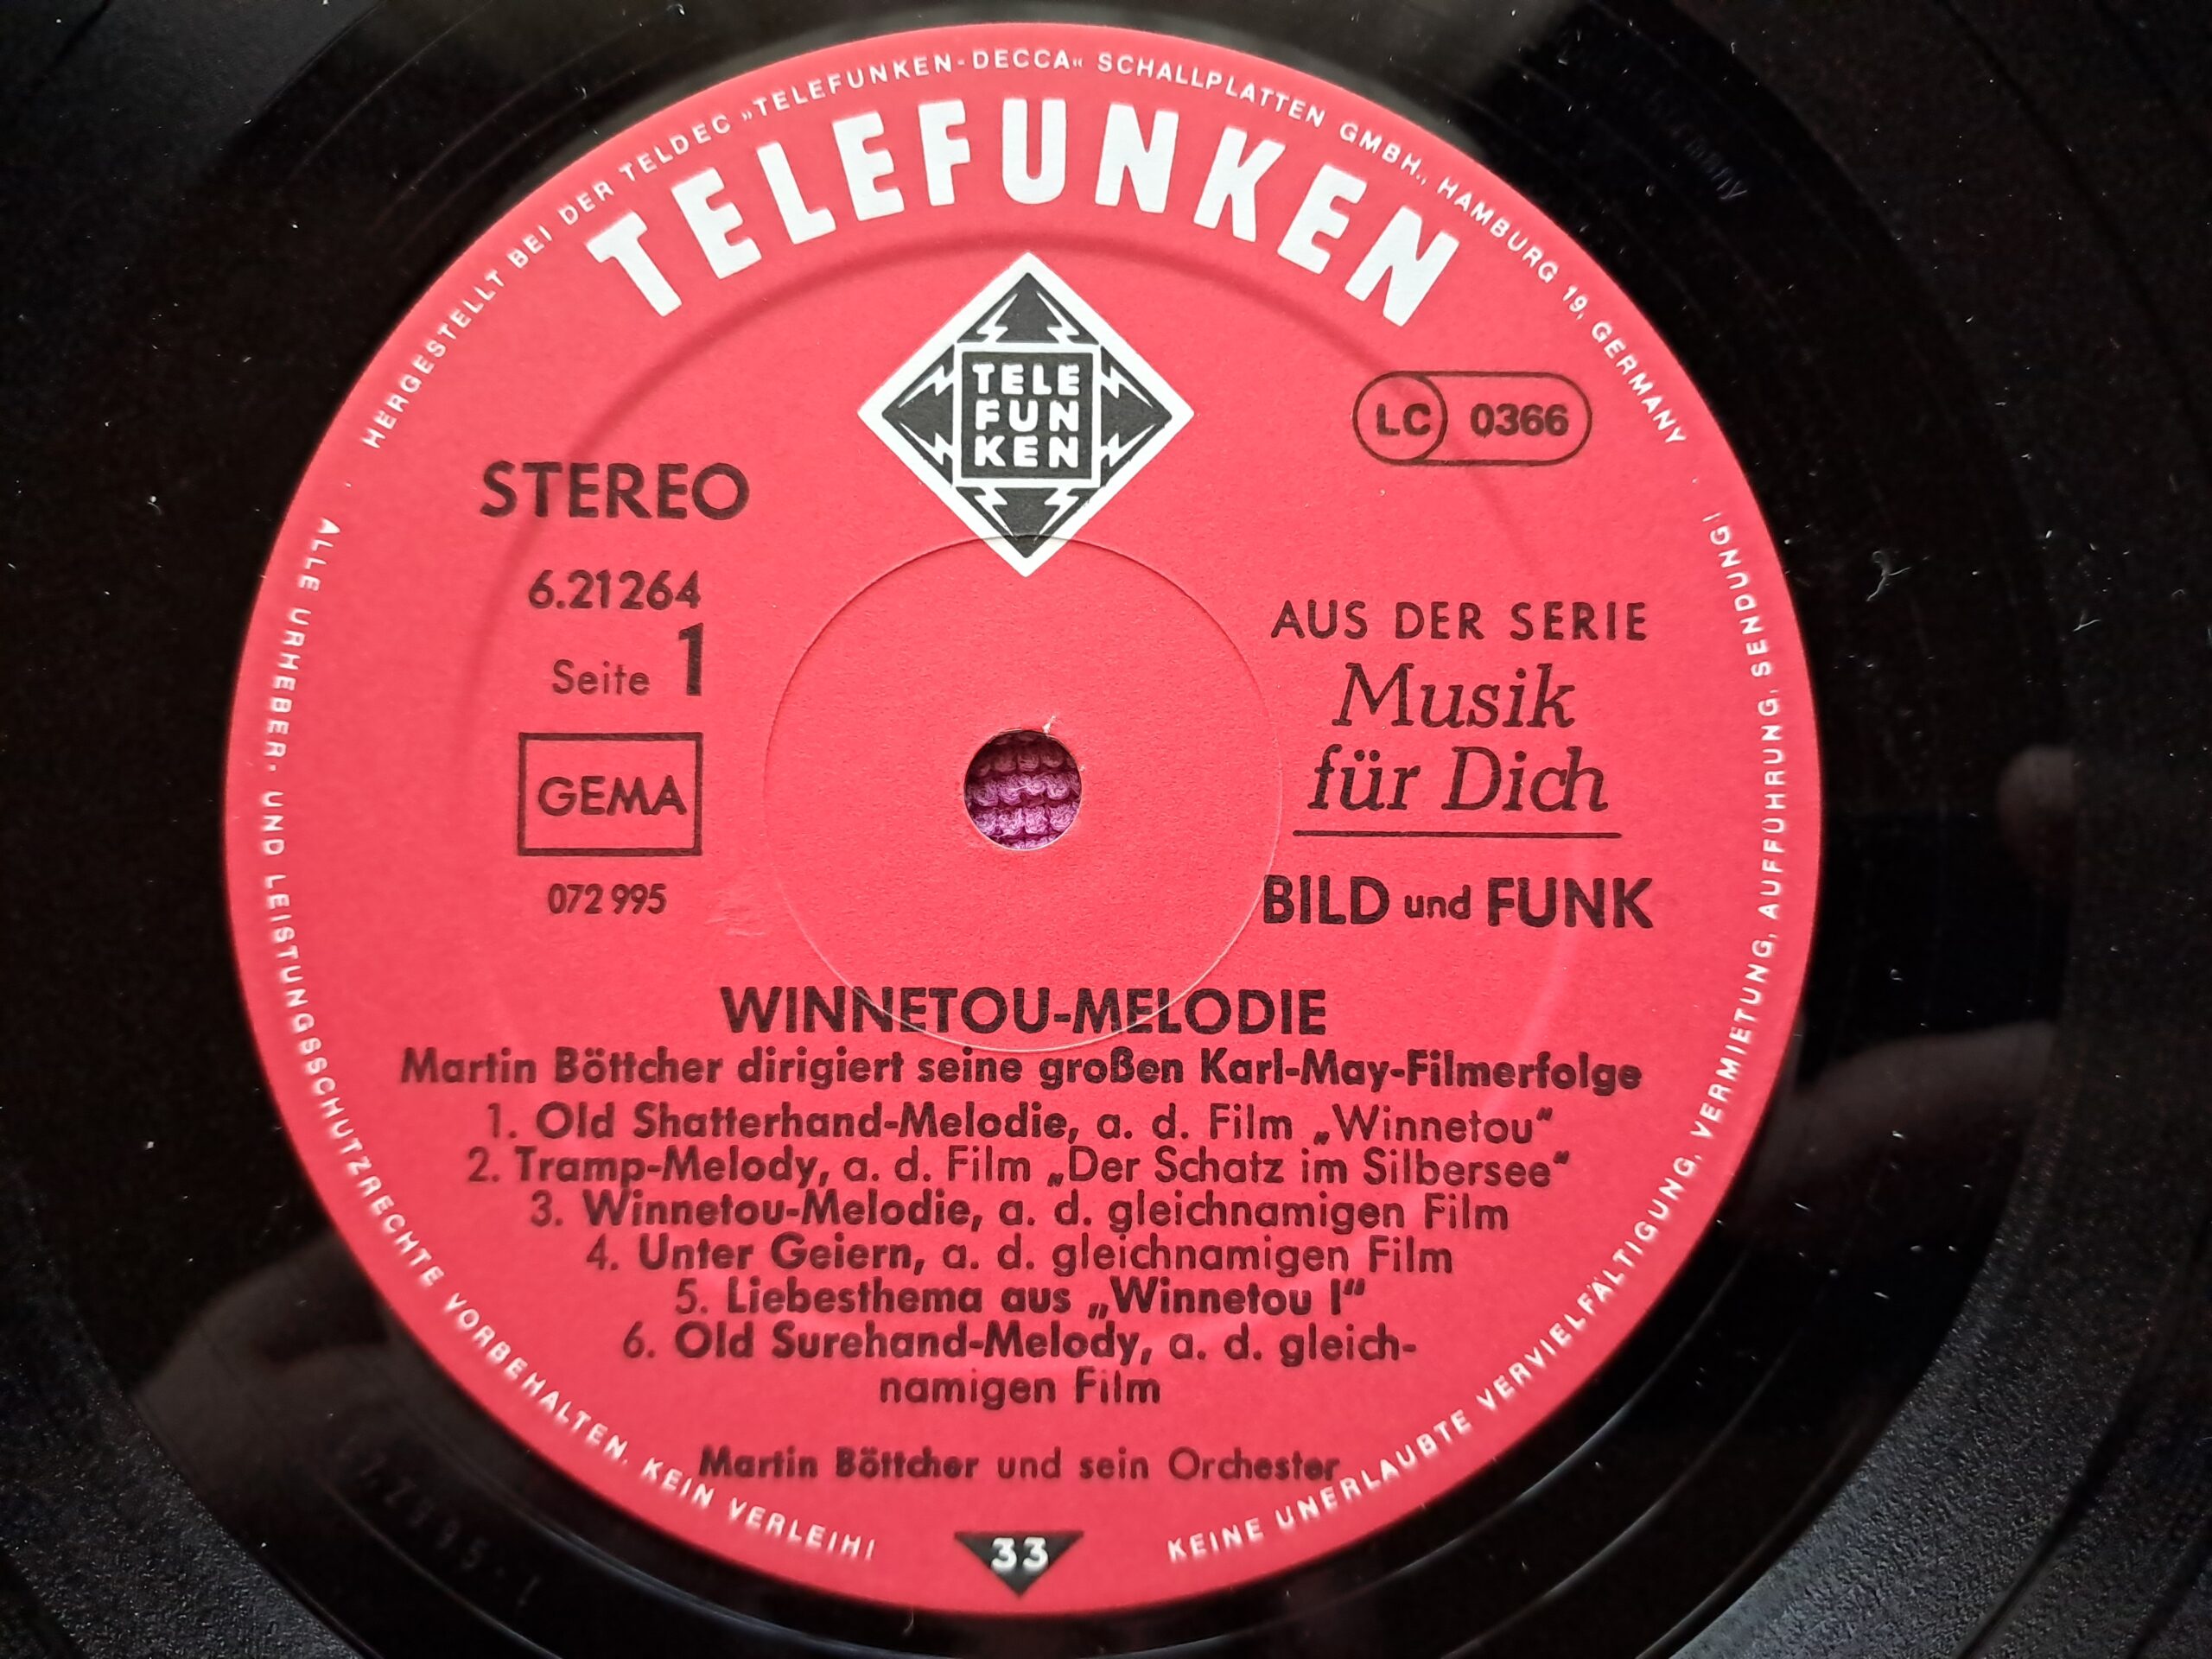 HERGESTELLT BEI DER TELDEC »TELEFUNKEN-DECCA« SCHALLPLATTEN GMBH., HAMBURG 19, GERMANY
TELEFUNKEN
TELE
FUN
KEN
LC 0366
STEREO
6.21264
Seite 1
GEMA
072 995
AUS DER SERIE
Musik
für Dich
BILD und FUNK
WINNETOU-MELODIE
Martin Böttcher dirigiert seine großen Karl-May-Filmerfolge
1. Old Shatterhand-Melodie, a. d. Film „Winnetou“
2. Tramp-Melody, a. d. Film „Der Schatz im Silbersee“
3. Winnetou-Melodie, a. d. gleichnamigen Film
4. Unter Geiern, a. d. gleichnamigen Film
5. Liebesthema aus „Winnetou I“
6. Old Surehand-Melody, a. d. gleich-
namigen Film
Martin Böttcher und sein Orchester
33
ALLE URHEBER- UND LEISTUNGSSCHUTZRECHTE VORBEHALTEN. KEIN VERLEIH!
KEINE UNERLAUBTE VERVIELFÄLTIGUNG, VERMIETUNG, AUFFÜHRUNG, SENDUNG!